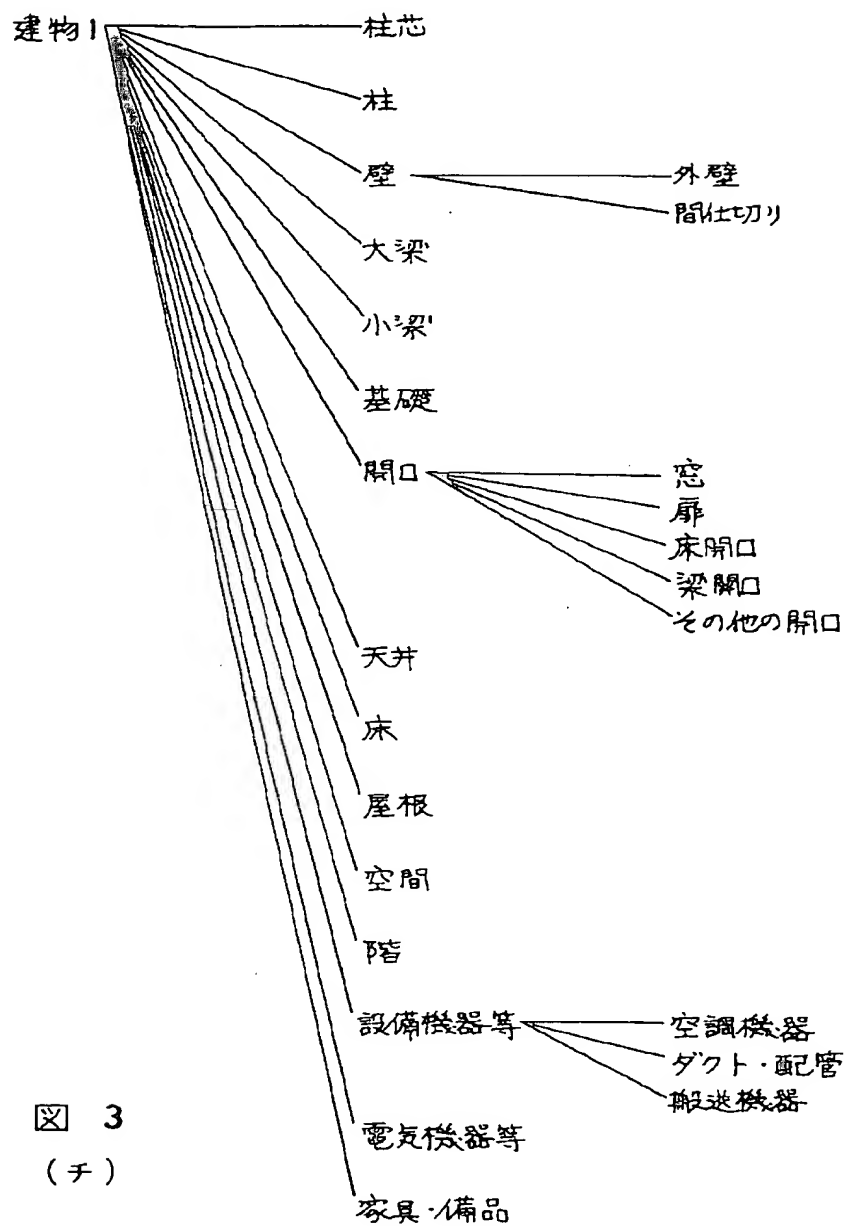 建物1
柱芯
柱
壁
外壁
間仕切り
大梁
小梁
基礎
開口
窓
扉
床開口
梁開口
その他の開口
天井
床
屋根
空間
階
設備機器等
空調機器
ダクト・配管
搬送機器
電気機器等
家具・備品
図 3
(チ)